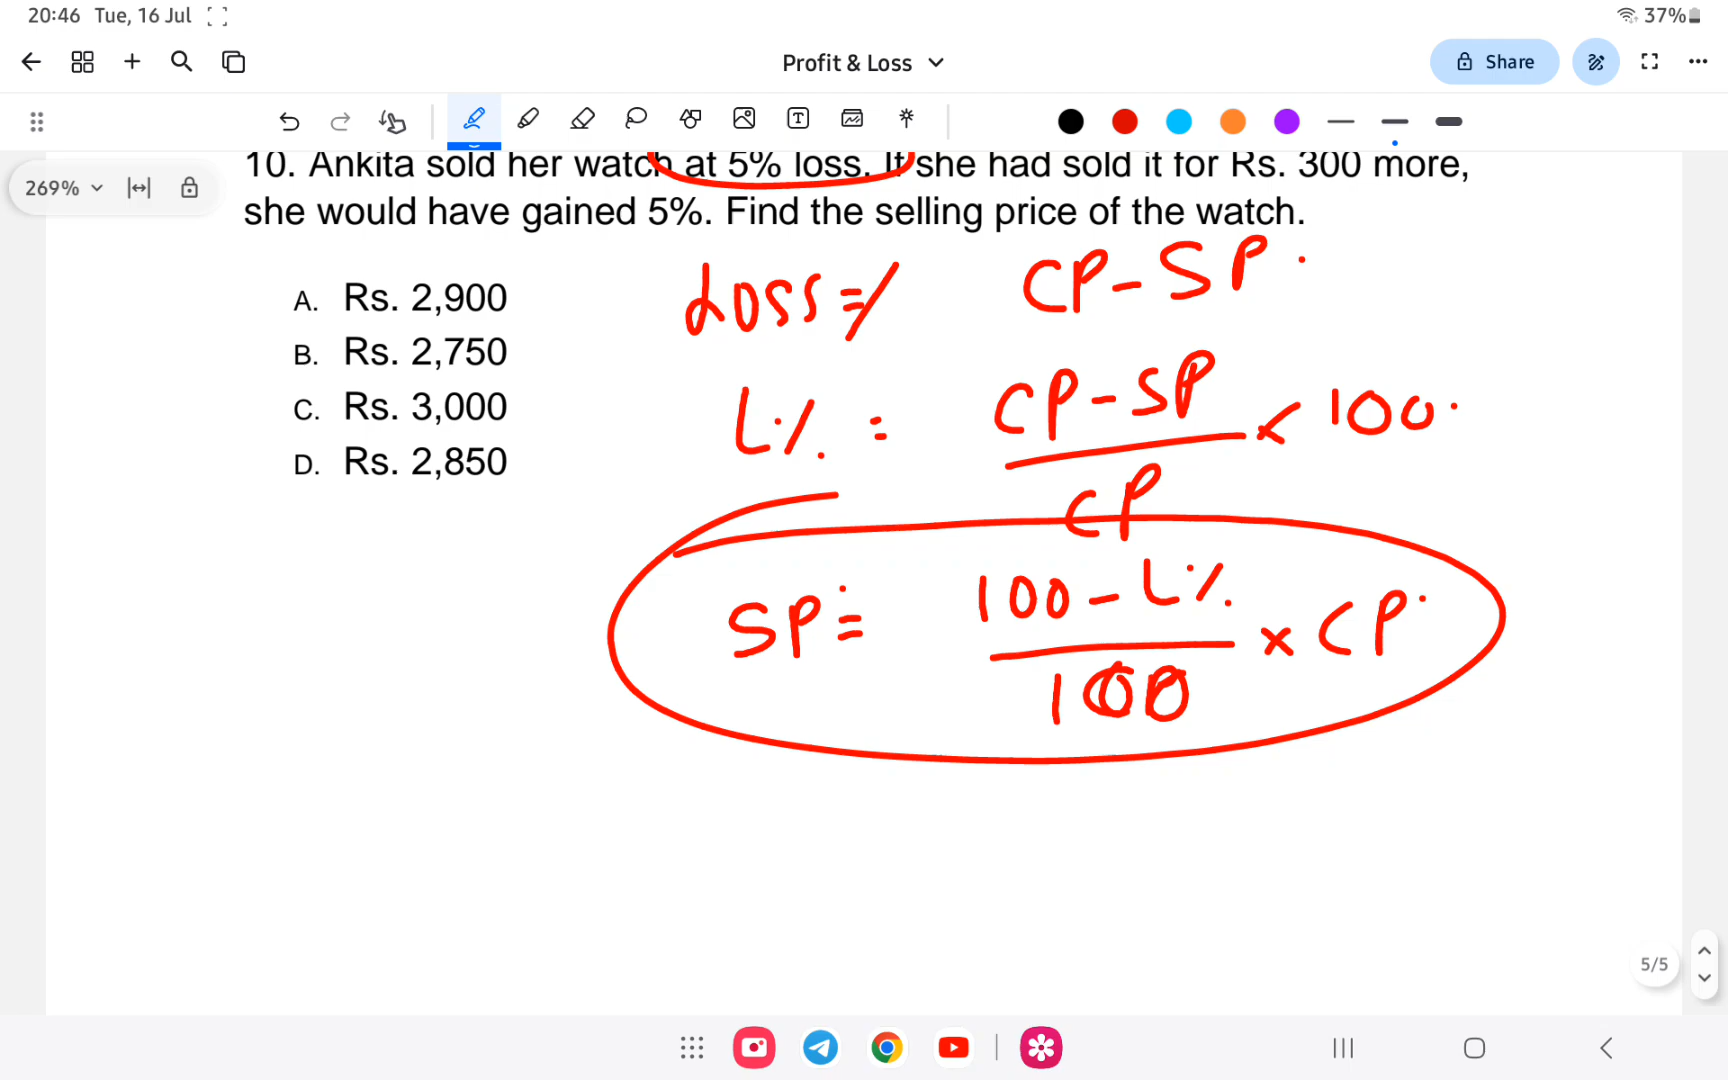 20:46 Tue, 16 Jul
37%
Profit & Loss
Share
269%
10. Ankita sold her watch at 5% loss. If she had sold it for Rs. 300 more,
she would have gained 5%. Find the selling price of the watch.
A. Rs. 2,900
B. Rs. 2,750
C. Rs. 3,000
D. Rs. 2,850
Loss = CP - SP.
L% = CP - SP / CP × 100.
SP = 100 - L% / 100 × CP.
5/5